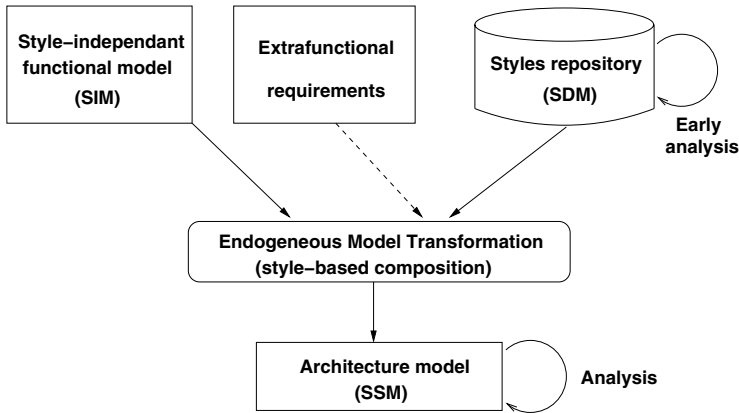 Style-independant
functional model
(SIM)
Extrafunctional
requirements
Styles repository
(SDM)
Early
analysis
Endogeneous Model Transformation
(style-based composition)
Architecture model
(SSM)
Analysis